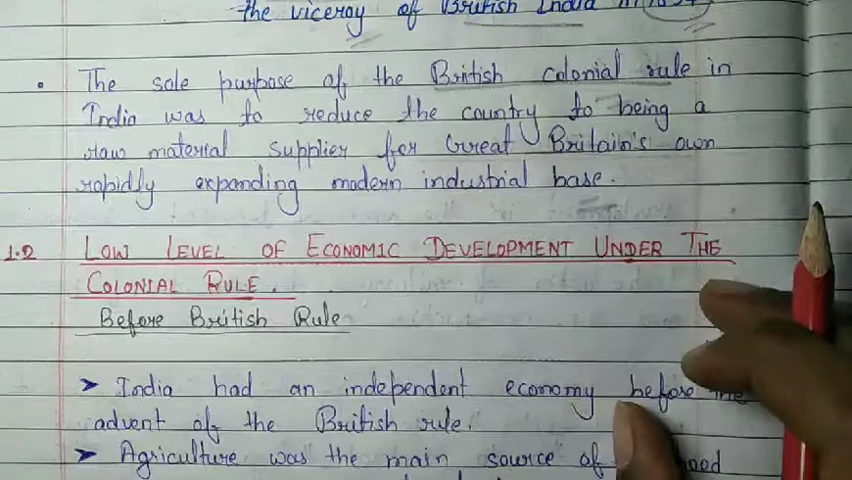 the viceroy of British India in
• The sole purpose of the British colonial rule in
India was to reduce the country to being a
raw material supplier for Great Britain's own
rapidly expanding modern industrial base.
1.2 LOW LEVEL OF ECONOMIC DEVELOPMENT UNDER THE
COLONIAL RULE.
Before British Rule
➤ India had an independent economy before the
advent of the British rule.
➤ Agriculture was the main source of